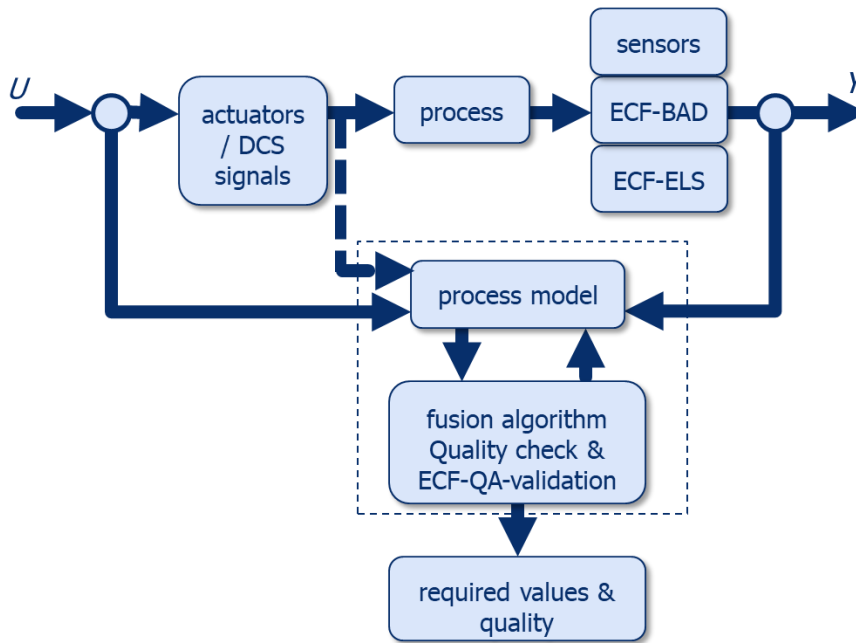 U
actuators
/ DCS
signals
process
sensors
ECF-BAD
ECF-ELS
Y
process model
fusion algorithm
Quality check &
ECF-QA-validation
required values &
quality